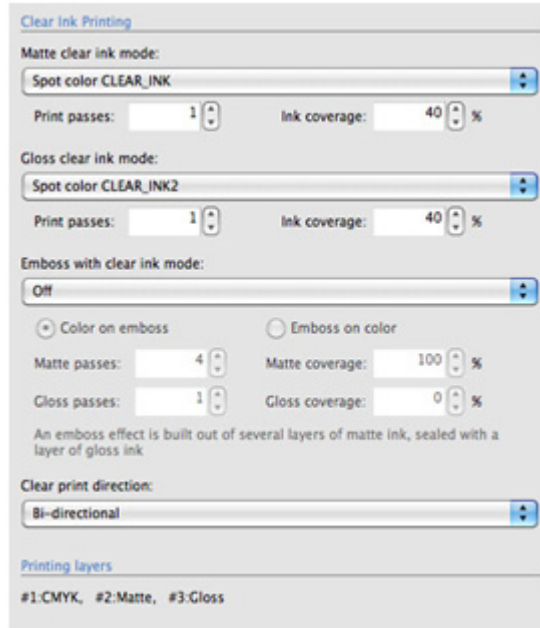 Clear Ink Printing
Matte clear ink mode:
Spot color CLEAR_INK
Print passes: 1 Ink coverage: 40 %
Gloss clear ink mode:
Spot color CLEAR_INK2
Print passes: 1 Ink coverage: 40 %
Emboss with clear ink mode:
Off
Color on emboss Emboss on color
Matte passes: 4 Matte coverage: 100 %
Gloss passes: 1 Gloss coverage: 0 %
An emboss effect is built out of several layers of matte ink, sealed with a
layer of gloss ink
Clear print direction:
Bi-directional
Printing layers
#1:CMYK, #2:Matte, #3:Gloss